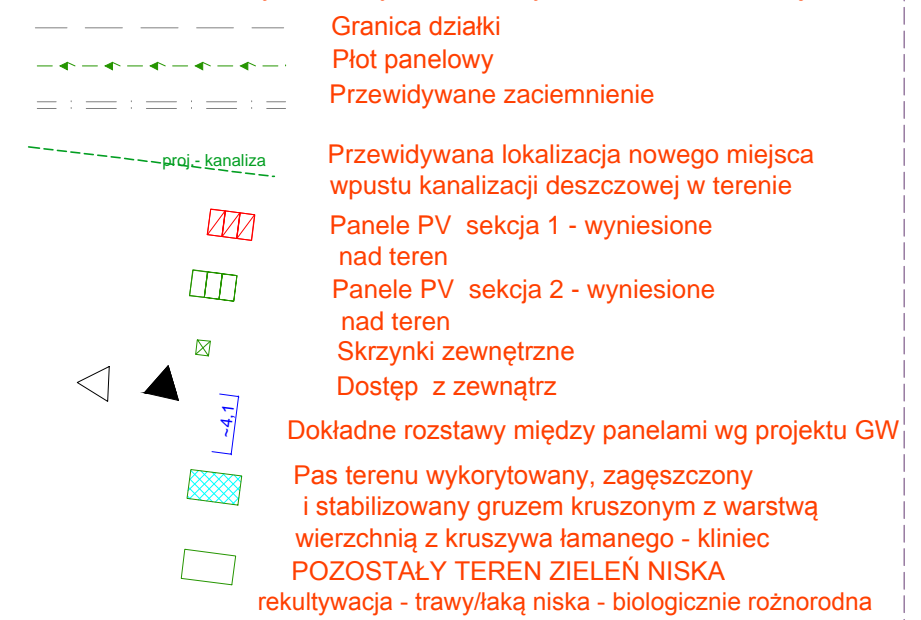 Granica działki
Płot panelowy
Przewidywane zaciemnienie
proj.- kanaliza
Przewidywana lokalizacja nowego miejsca
wpustu kanalizacji deszczowej w terenie
Panele PV sekcja 1 - wyniesione
nad teren
Panele PV sekcja 2 - wyniesione
nad teren
Skrzynki zewnętrzne
Dostęp z zewnątrz
~4,1
Dokładne rozstawy między panelami wg projektu GW
Pas terenu wykorytowany, zagęszczony
i stabilizowany gruzem kruszonym z warstwą
wierzchnią z kruszywa łamanego - kliniec
POZOSTAŁY TEREN ZIELEŃ NISKA
rekultywacja - trawy/łaką niska - biologicznie rożnorodna